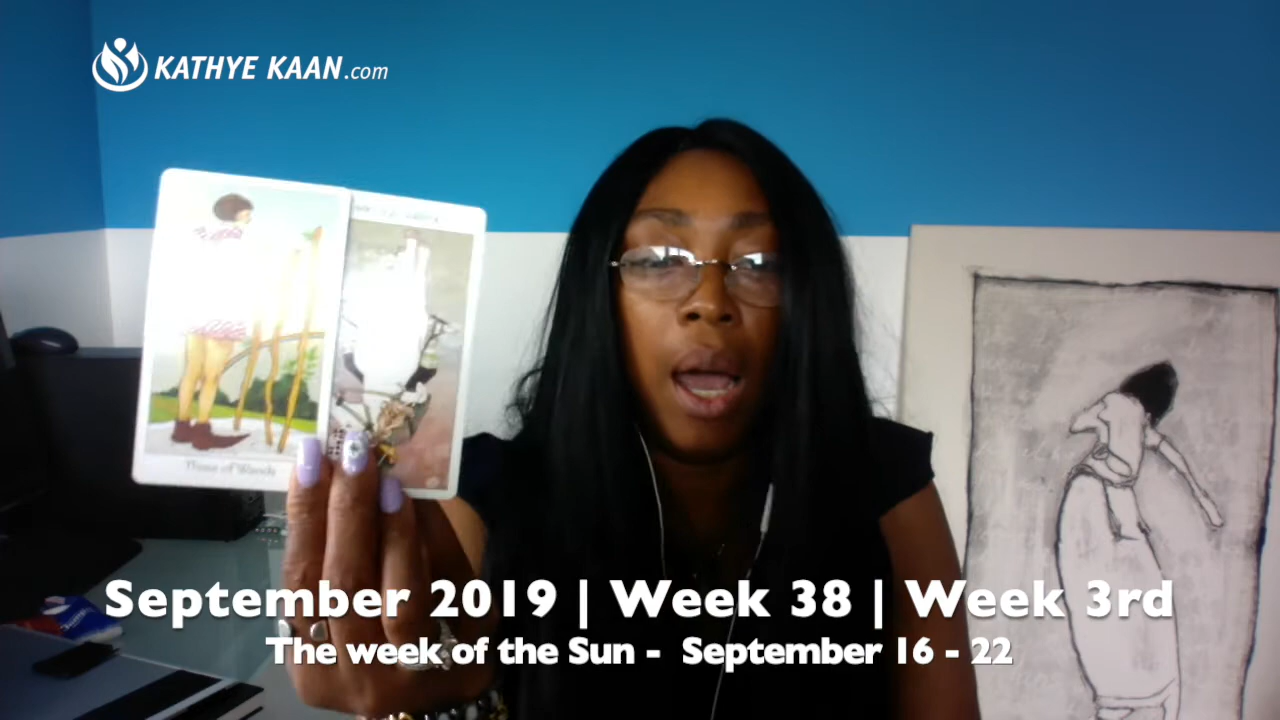 KATHYE KAAN.com
Three of Wands
September 2019 | Week 38 | Week 3rd
The week of the Sun - September 16 - 22